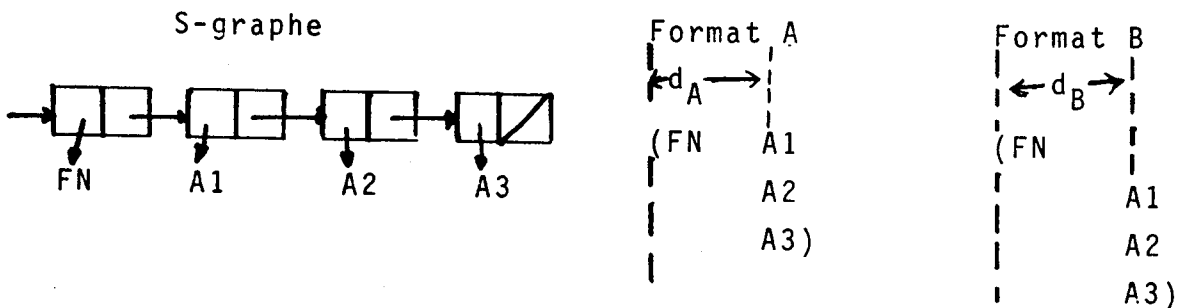 S-graphe
FN
A1
A2
A3
Format A
d_A
(FN A1
A2
A3)
Format B
d_B
(FN
A1
A2
A3)